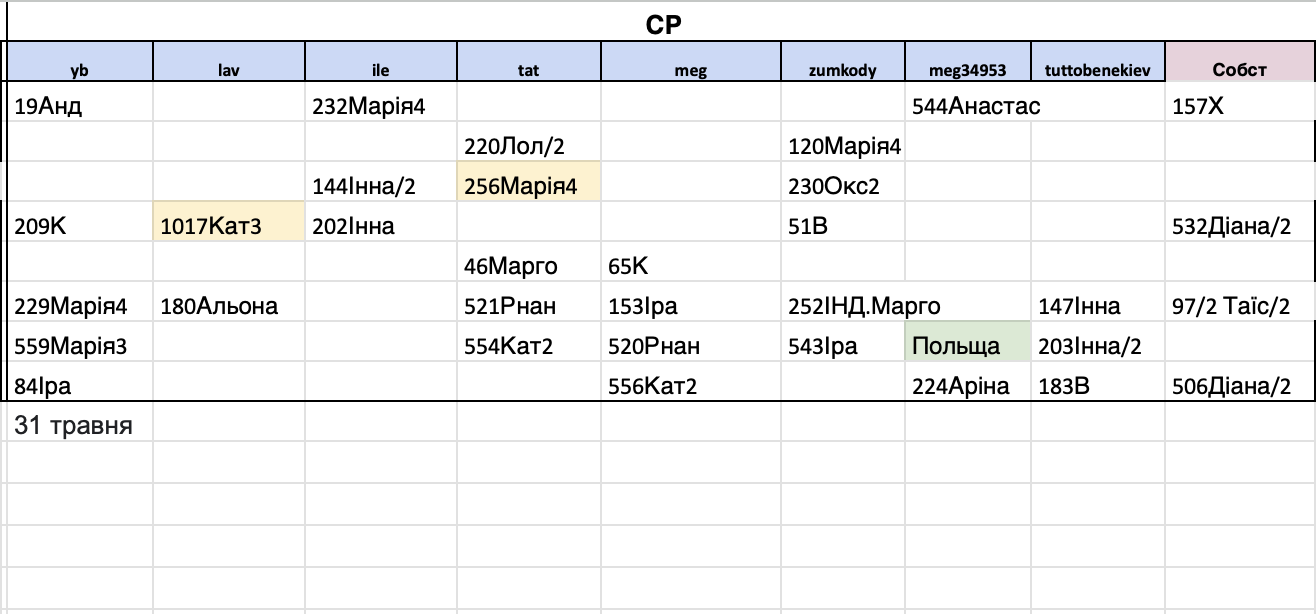 СР
yb lav ile tat meg zumkody meg34953 tuttobenekiev Собст
19Анд 232Марія4 544Анастас 157Х
220Лол/2 120Марія4
144Інна/2 256Марія4 230Окс2
209К 1017Кат3 202Інна 51В 532Діана/2
46Марго 65К
229Марія4 180Альона 521Рнан 153Іра 252ІНД.Марго 147Інна 97/2 Таїс/2
559Марія3 554Кат2 520Рнан 543Іра Польща 203Інна/2
84Іра 556Кат2 224Аріна 183В 506Діана/2
31 травня